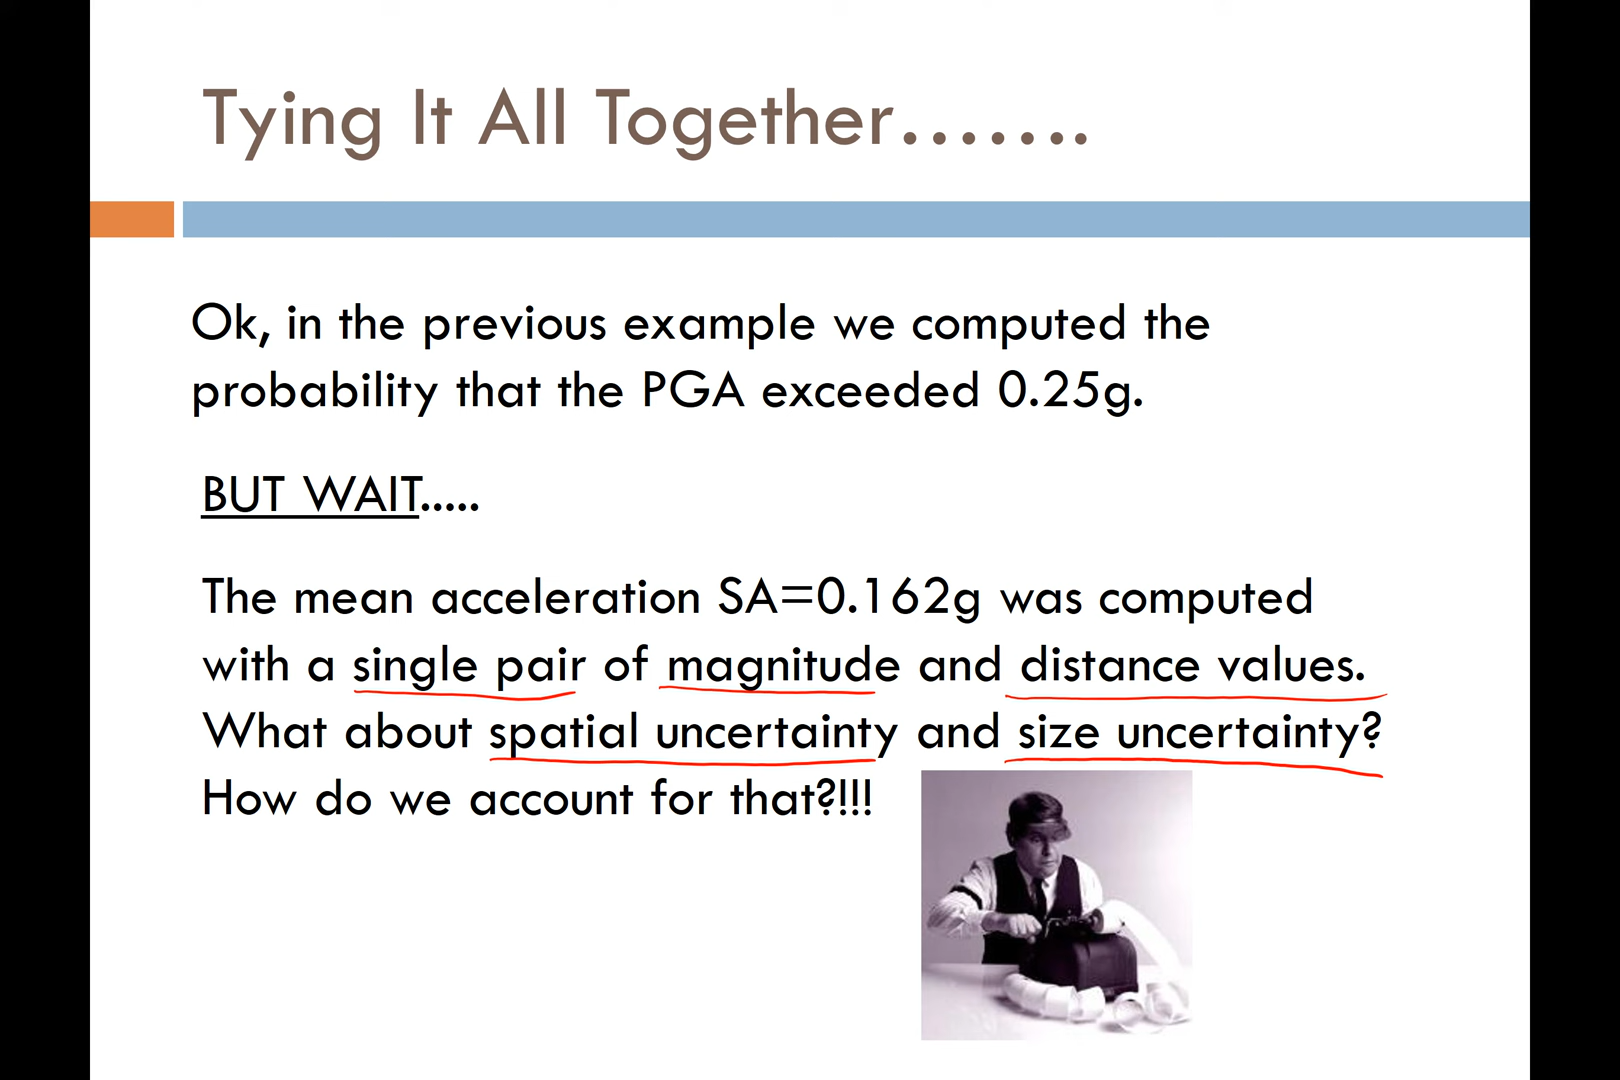 Tying It All Together.......
Ok, in the previous example we computed the
probability that the PGA exceeded 0.25g.
BUT WAIT.....
The mean acceleration SA=0.162g was computed
with a single pair of magnitude and distance values.
What about spatial uncertainty and size uncertainty?
How do we account for that?!!!